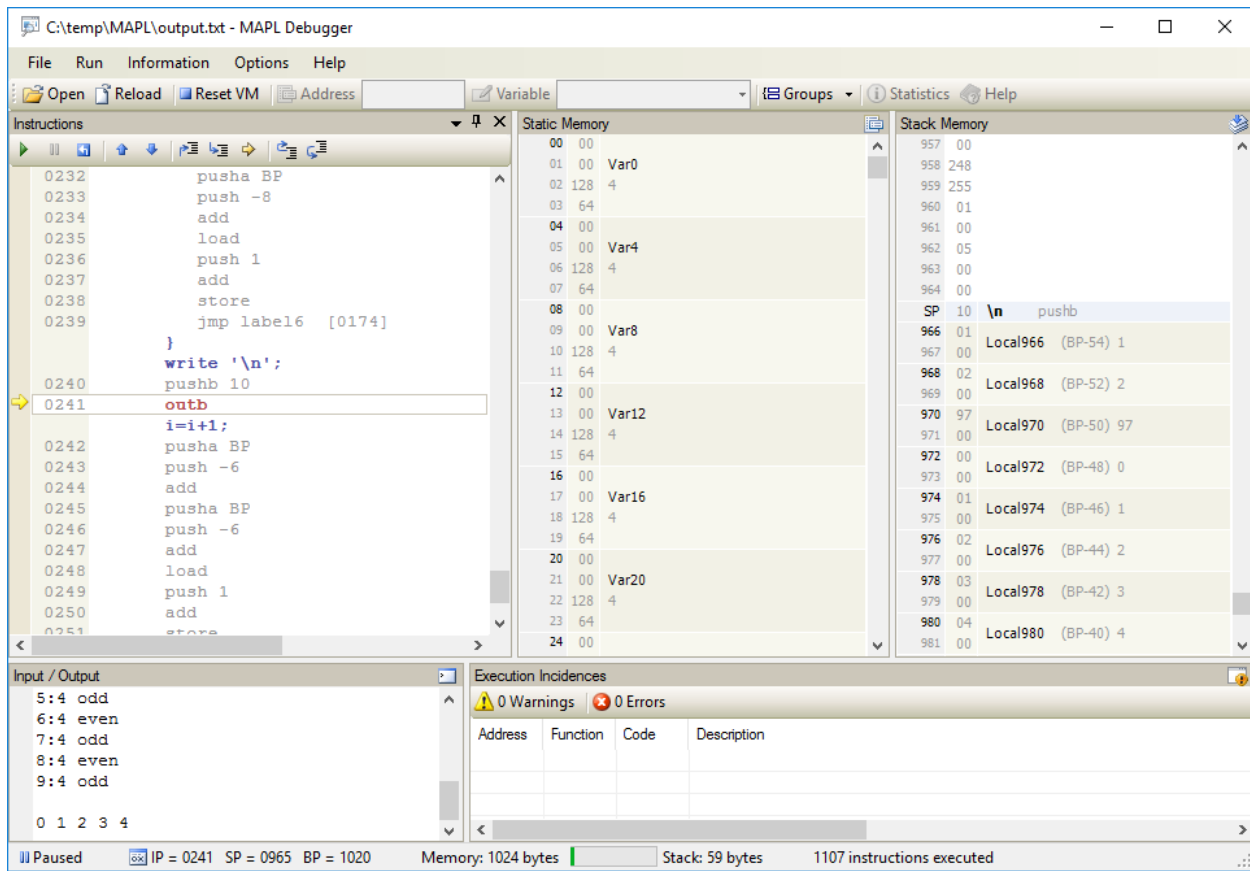 C:\temp\MAPL\output.txt - MAPL Debugger
File Run Information Options Help
Open Reload Reset VM Address Variable {Groups Statistics Help
Instructions
0232 pusha BP
0233 push -8
0234 add
0235 load
0236 push 1
0237 add
0238 store
0239 jmp label6 [0174]
}
write '\n';
0240 pushb 10
0241 outb
i=i+1;
0242 pusha BP
0243 push -6
0244 add
0245 pusha BP
0246 push -6
0247 add
0248 load
0249 push 1
0250 add
0251 store
Static Memory
00 00
01 00 Var0
02 128 4
03 64
04 00
05 00 Var4
06 128 4
07 64
08 00
09 00 Var8
10 128 4
11 64
12 00
13 00 Var12
14 128 4
15 64
16 00
17 00 Var16
18 128 4
19 64
20 00
21 00 Var20
22 128 4
23 64
24 00
Stack Memory
957 00
958 248
959 255
960 01
961 00
962 05
963 00
964 00
SP 10 \n pushb
966 01 Local966 (BP-54) 1
967 00
968 02 Local968 (BP-52) 2
969 00
970 97 Local970 (BP-50) 97
971 00
972 00 Local972 (BP-48) 0
973 00
974 01 Local974 (BP-46) 1
975 00
976 02 Local976 (BP-44) 2
977 00
978 03 Local978 (BP-42) 3
979 00
980 04 Local980 (BP-40) 4
981 00
Input / Output
5:4 odd
6:4 even
7:4 odd
8:4 even
9:4 odd
0 1 2 3 4
Execution Incidences
0 Warnings 0 Errors
Address Function Code Description
Paused IP = 0241 SP = 0965 BP = 1020 Memory: 1024 bytes Stack: 59 bytes 1107 instructions executed